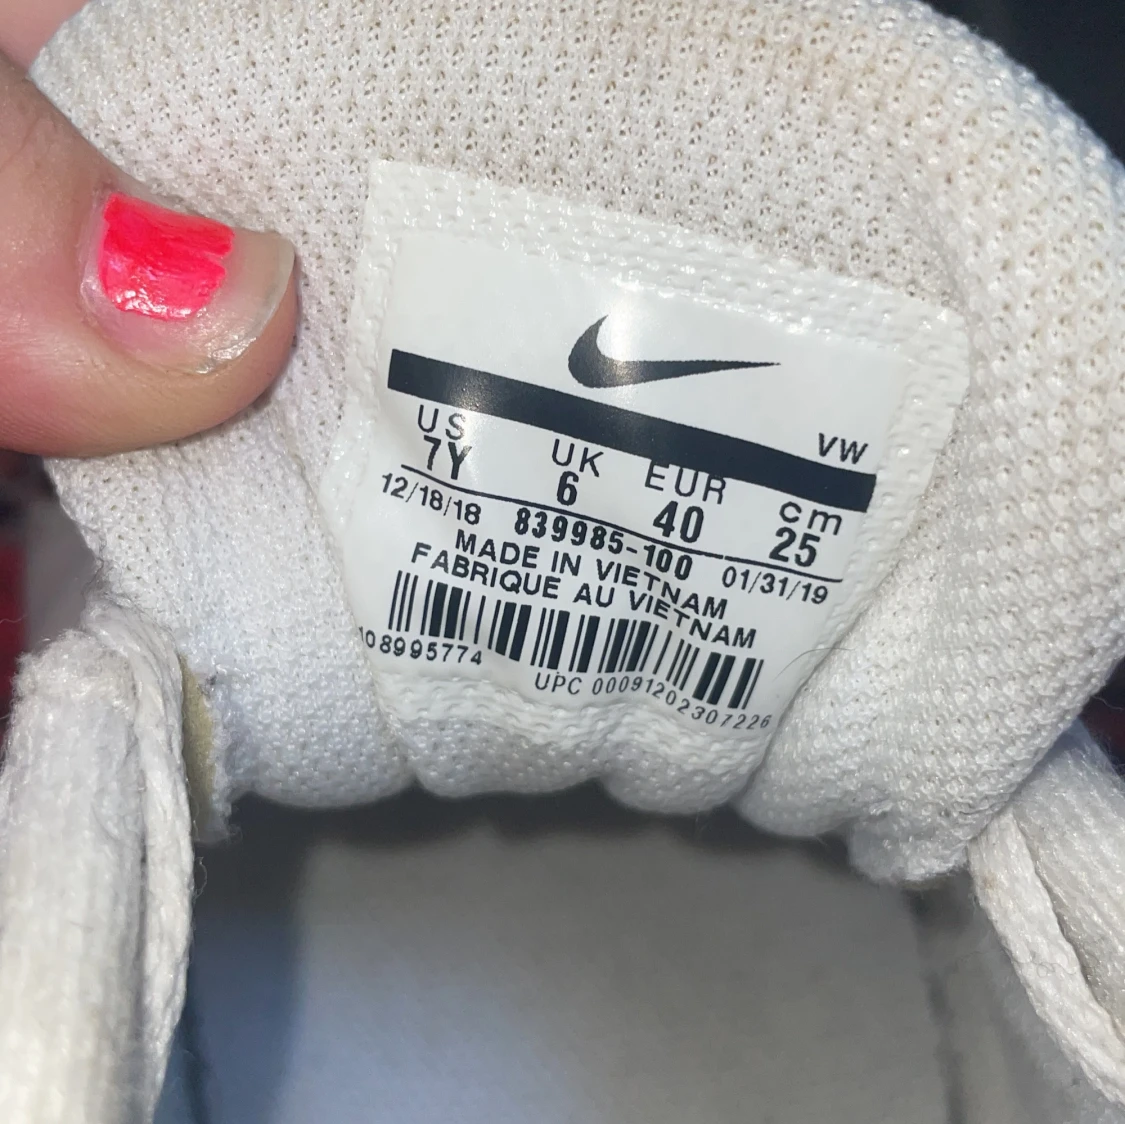 VW
US UK EUR cm
7Y 6 40 25
12/18/18 839985-100 01/31/19
MADE IN VIETNAM
FABRIQUE AU VIETNAM
108995774
UPC 00091202307226